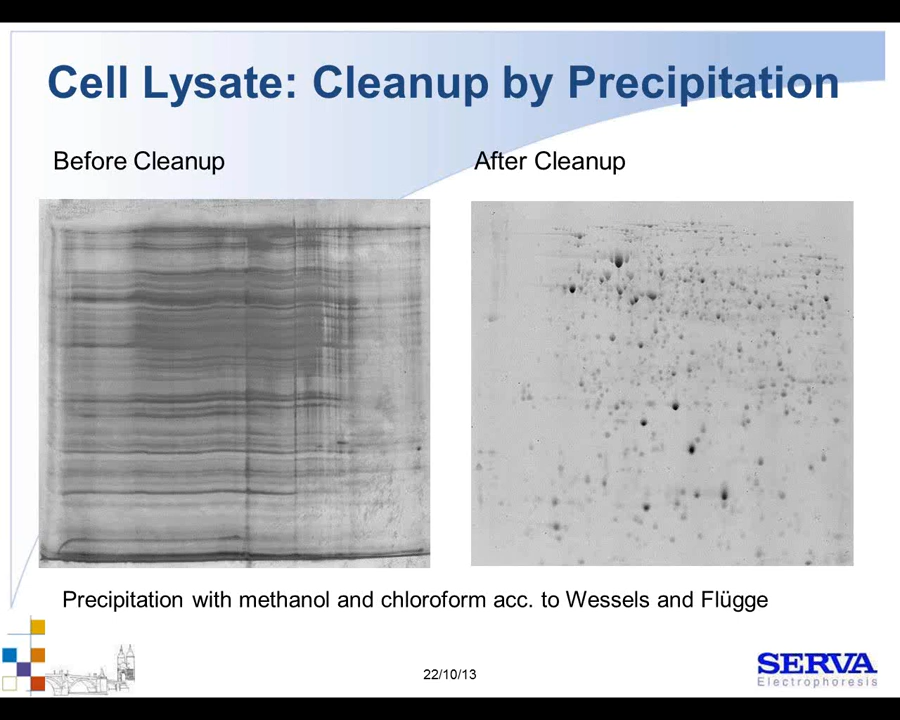 Cell Lysate: Cleanup by Precipitation
Before Cleanup
After Cleanup
Precipitation with methanol and chloroform acc. to Wessels and Flügge
22/10/13
SERVA
Electrophoresis